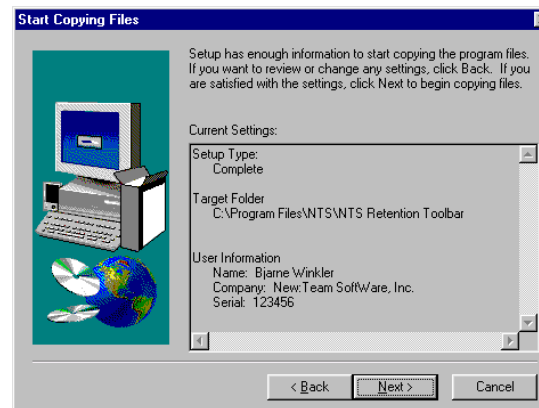 Start Copying Files
Setup has enough information to start copying the program files.
If you want to review or change any settings, click Back. If you
are satisfied with the settings, click Next to begin copying files.
Current Settings:
Setup Type:
Complete
Target Folder
C:\Program Files\NTS\NTS Retention Toolbar
User Information
Name: Bjarne Winkler
Company: New:Team SoftWare, Inc.
Serial: 123456
< Back
Next >
Cancel